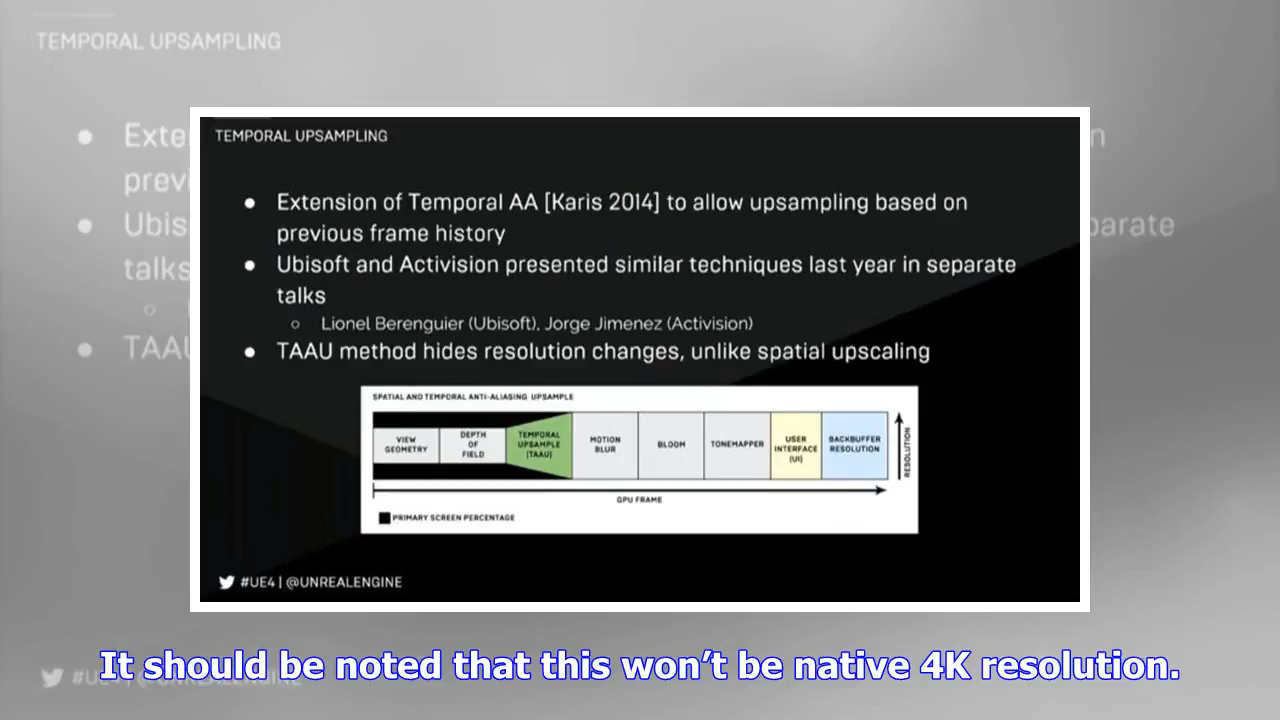 TEMPORAL UPSAMPLING
TEMPORAL UPSAMPLING
● Extension of Temporal AA [Karis 2014] to allow upsampling based on
previous frame history
● Ubisoft and Activision presented similar techniques last year in separate
talks
○ Lionel Berenguier (Ubisoft), Jorge Jimenez (Activision)
● TAAU method hides resolution changes, unlike spatial upscaling
SPATIAL AND TEMPORAL ANTI-ALIASING UPSAMPLE
VIEW
GEOMETRY
DEPTH
OF
FIELD
TEMPORAL
UPSAMPLE
(TAAU)
MOTION
BLUR
BLOOM
TONEMAPPER
USER
INTERFACE
(UI)
BACKBUFFER
RESOLUTION
RESOLUTION
GPU FRAME
PRIMARY SCREEN PERCENTAGE
#UE4 | @UNREALENGINE
It should be noted that this won’t be native 4K resolution.